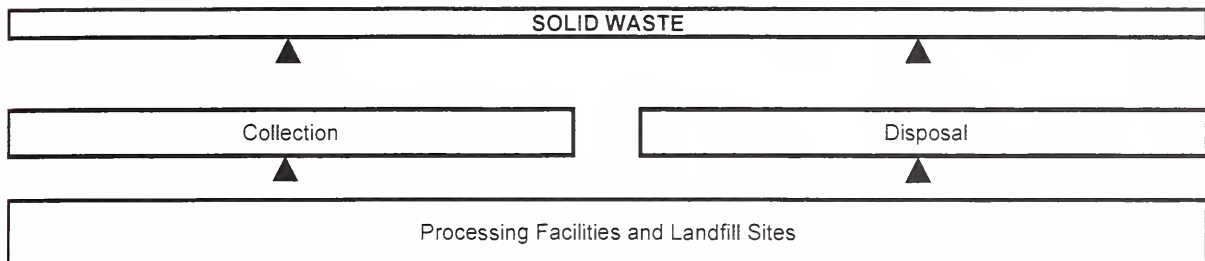 SOLID WASTE
Collection
Disposal
Processing Facilities and Landfill Sites